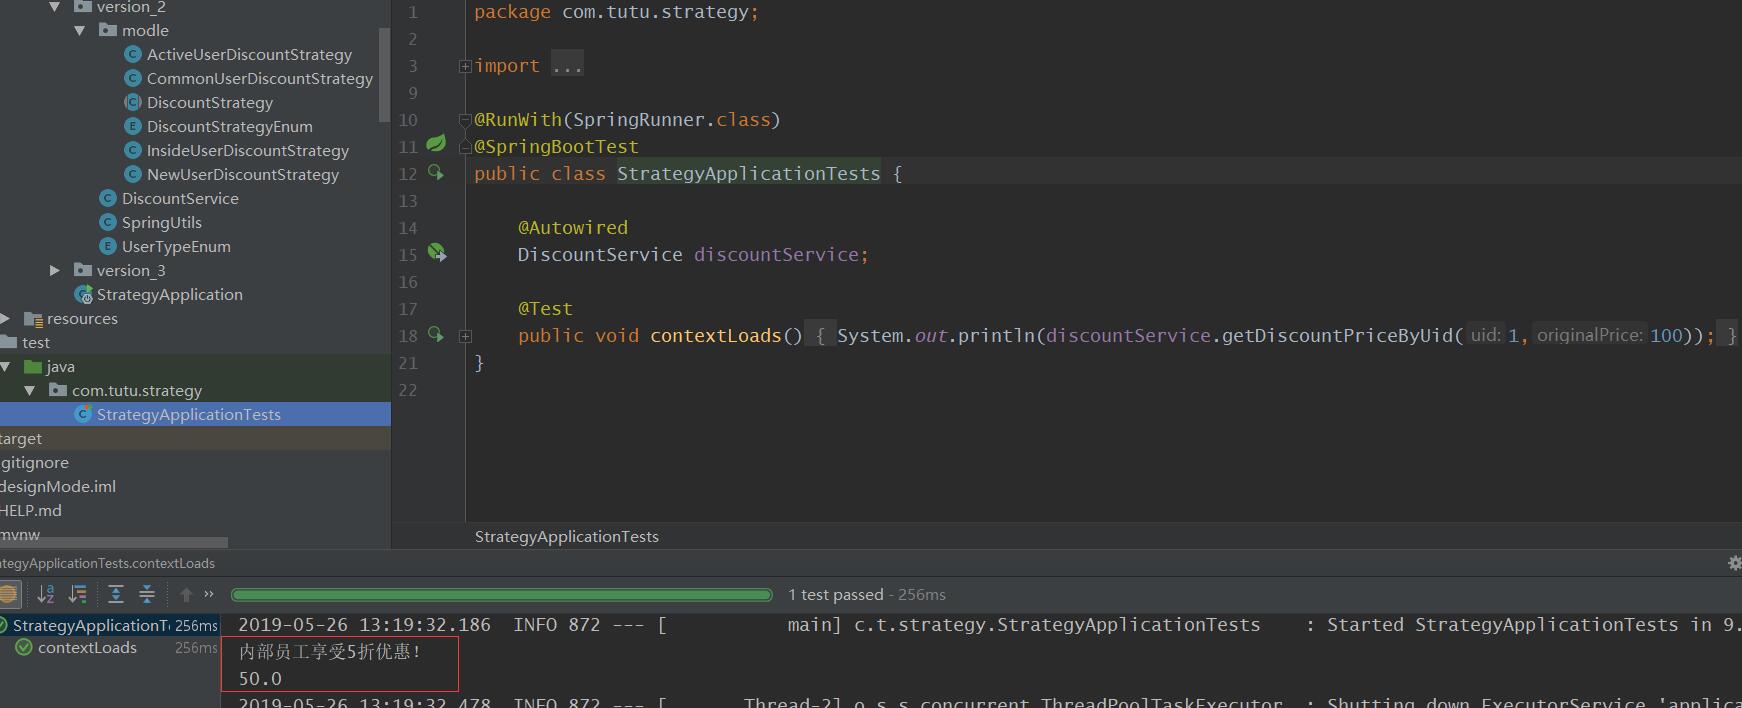 version_2
modle
ActiveUserDiscountStrategy
CommonUserDiscountStrategy
DiscountStrategy
DiscountStrategyEnum
InsideUserDiscountStrategy
NewUserDiscountStrategy
DiscountService
SpringUtils
UserTypeEnum
version_3
StrategyApplication
resources
test
java
com.tutu.strategy
StrategyApplicationTests
target
gitignore
designMode.iml
HELP.md
mvnw
1 package com.tutu.strategy;
2
3 import ...
9
10 @RunWith(SpringRunner.class)
11 @SpringBootTest
12 public class StrategyApplicationTests {
13
14 @Autowired
15 DiscountService discountService;
16
17 @Test
18 public void contextLoads() { System.out.println(discountService.getDiscountPriceByUid( uid: 1, originalPrice: 100)); }
21 }
22
StrategyApplicationTests
ategyApplicationTests.contextLoads
1 test passed - 256ms
StrategyApplicationT 256ms
contextLoads 256ms
2019-05-26 13:19:32.186 INFO 872 --- [ main] c.t.strategy.StrategyApplicationTests : Started StrategyApplicationTests in 9.
内部员工享受5折优惠!
50.0
2019-05-26 13:19:32.478 INFO 872 --- [ Thread-2] o.s.s.concurrent.ThreadPoolTaskExecutor : Shutting down ExecutorService 'applica